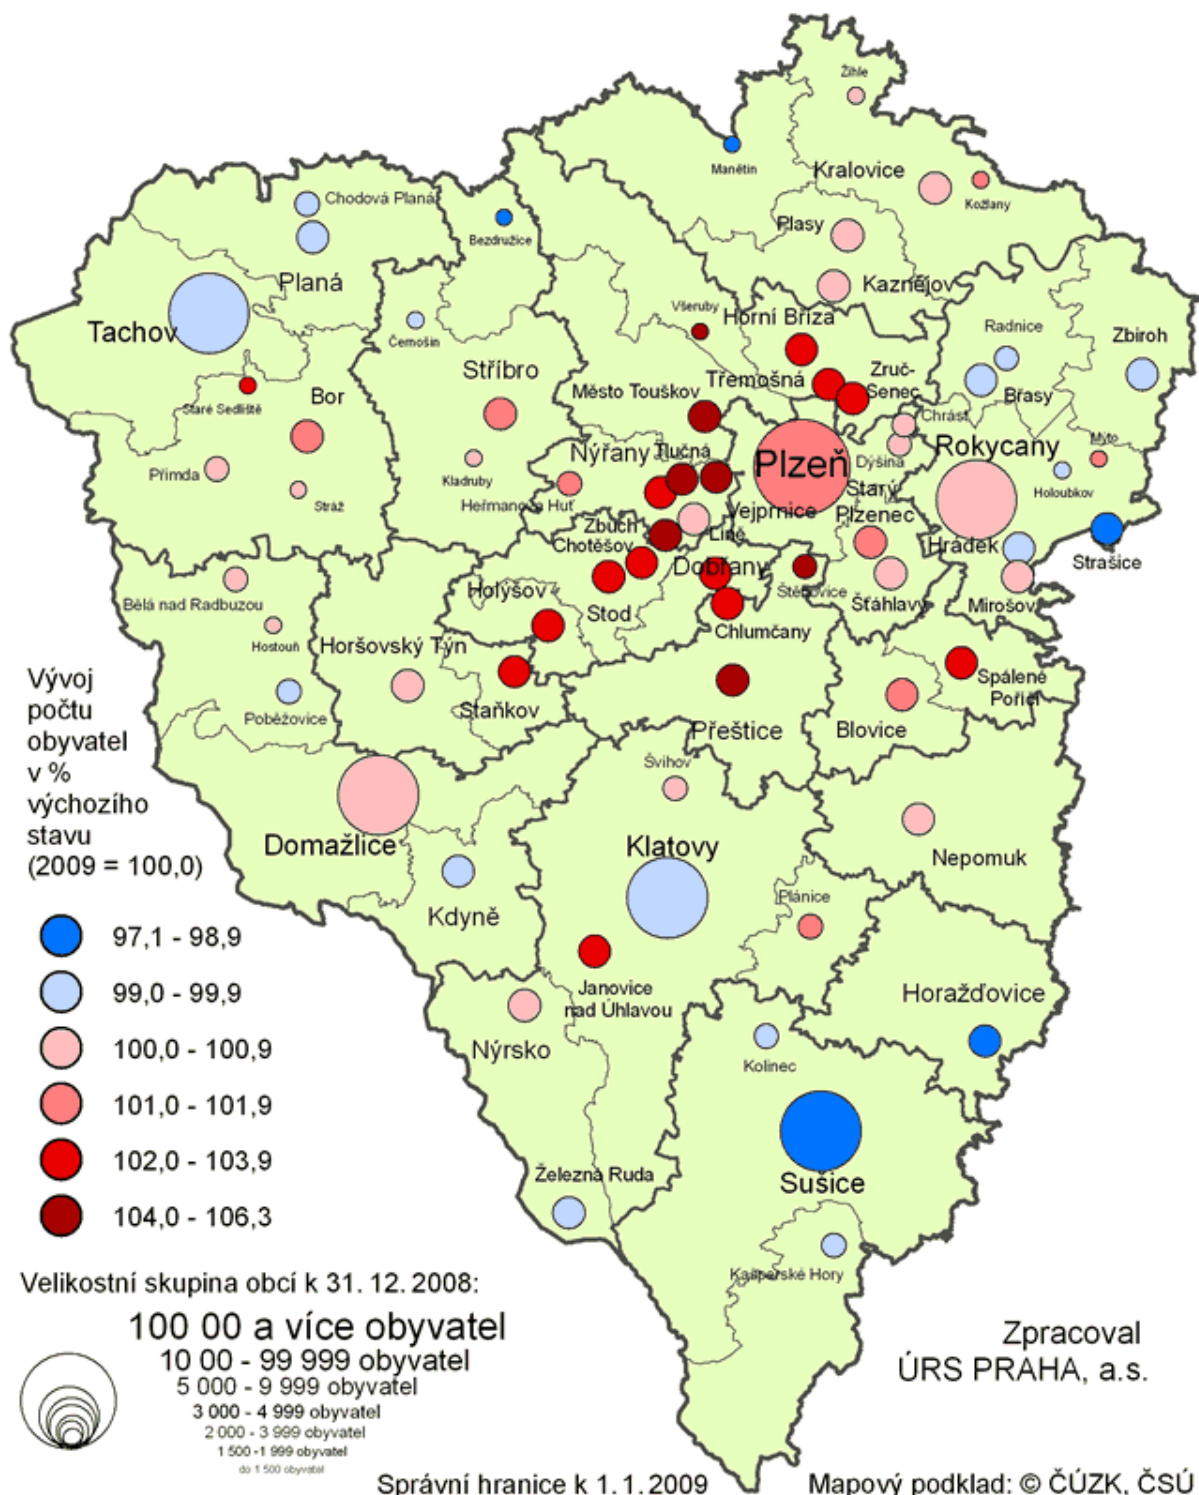 Žihle
Manětín
Kralovice
Kožlany
Chodová Planá
Bezdružice
Plasy
Planá
Kaznějov
Tachov
Všeruby
Horní Bříza
Radnice
Zbiroh
Černošín
Stříbro
Třemošná
Zruč-
Senec
Město Touškov
Břasy
Staré Sedliště
Bor
Chrást
Nýřany
Tlučná
Plzeň
Dýšina
Rokycany
Mýto
Přimda
Kladruby
Holoubkov
Stráž
Heřmanova Huť
Starý
Plzenec
Vejprnice
Zbůch
Líně
Chotěšov
Hrádek
Strašice
Dobřany
Štěnovice
Šťáhlavy
Mirošov
Bělá nad Radbuzou
Holýšov
Stod
Chlumčany
Hostouň
Horšovský Týn
Spálené
Poříčí
Poběžovice
Staňkov
Přeštice
Blovice
Švihov
Domažlice
Klatovy
Nepomuk
Kdyně
Plánice
Janovice
nad Úhlavou
Horažďovice
Nýrsko
Kolinec
Železná Ruda
Sušice
Kašperské Hory
Vývoj
počtu
obyvatel
v %
výchozího
stavu
(2009 = 100,0)
97,1 - 98,9
99,0 - 99,9
100,0 - 100,9
101,0 - 101,9
102,0 - 103,9
104,0 - 106,3
Velikostní skupina obcí k 31. 12. 2008:
100 00 a více obyvatel
10 00 - 99 999 obyvatel
5 000 - 9 999 obyvatel
3 000 - 4 999 obyvatel
2 000 - 3 999 obyvatel
1 500 -1 999 obyvatel
do 1 500 obyvatel
Zpracoval
ÚRS PRAHA, a.s.
Správní hranice k 1.1.2009
Mapový podklad: © ČÚZK, ČSÚ